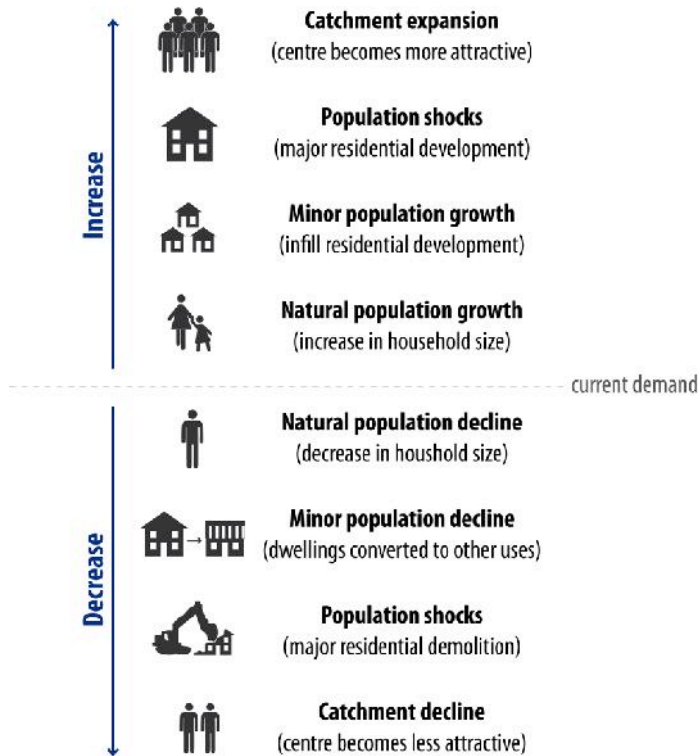 Catchment expansion
(centre becomes more attractive)
Population shocks
(major residential development)
Increase
Minor population growth
(infill residential development)
Natural population growth
(increase in household size)
current demand
Natural population decline
(decrease in houshold size)
Minor population decline
(dwellings converted to other uses)
Decrease
Population shocks
(major residential demolition)
Catchment decline
(centre becomes less attractive)